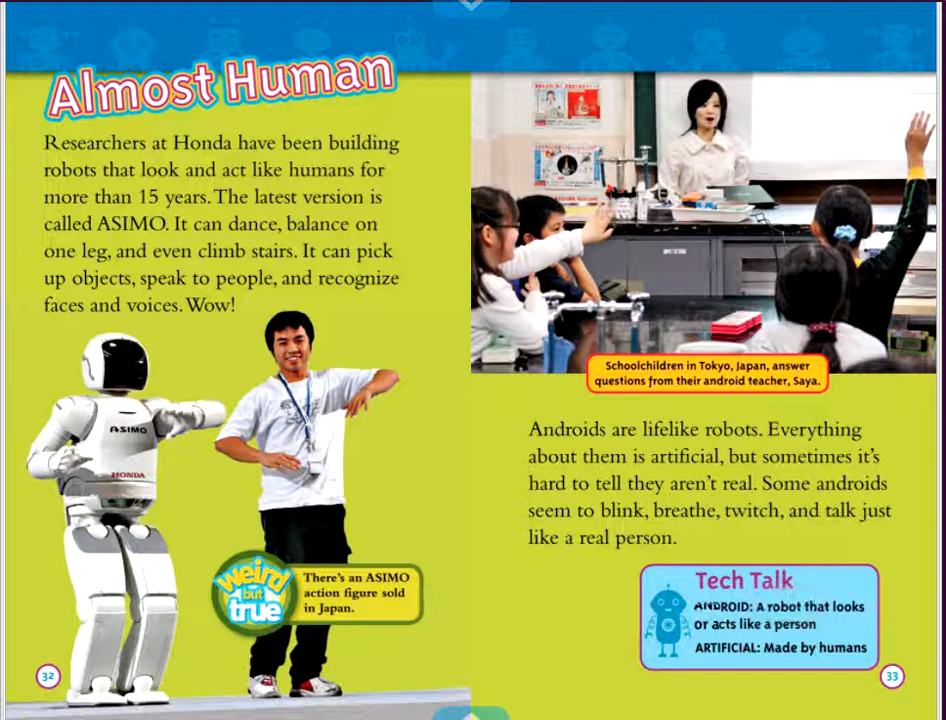 Almost Human
Researchers at Honda have been building
robots that look and act like humans for
more than 15 years. The latest version is
called ASIMO. It can dance, balance on
one leg, and even climb stairs. It can pick
up objects, speak to people, and recognize
faces and voices. Wow!
ASIMO
HONDA
weird
but
true
There's an ASIMO
action figure sold
in Japan.
32
Schoolchildren in Tokyo, Japan, answer
questions from their android teacher, Saya.
Androids are lifelike robots. Everything
about them is artificial, but sometimes it's
hard to tell they aren't real. Some androids
seem to blink, breathe, twitch, and talk just
like a real person.
Tech Talk
ANDROID: A robot that looks
or acts like a person
ARTIFICIAL: Made by humans
33